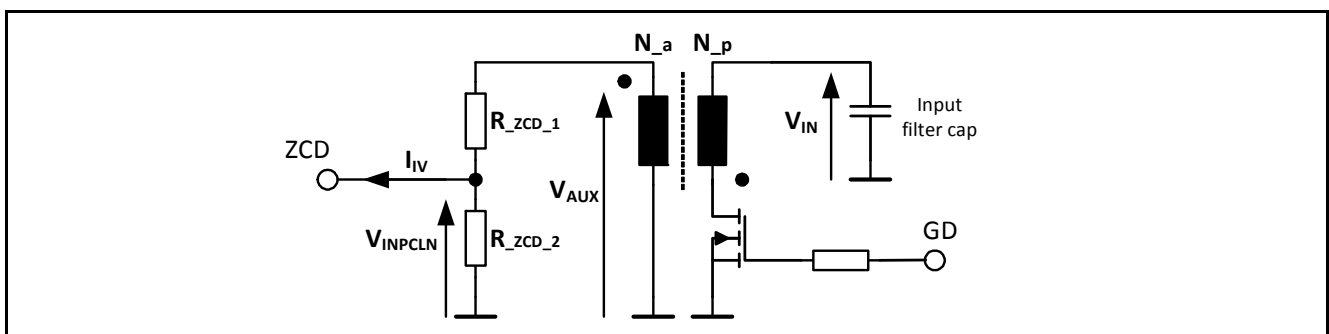 N_a N_p
R_ZCD_1
V_IN
Input
filter cap
ZCD
I_IV
V_AUX
V_INPCLN
R_ZCD_2
GD